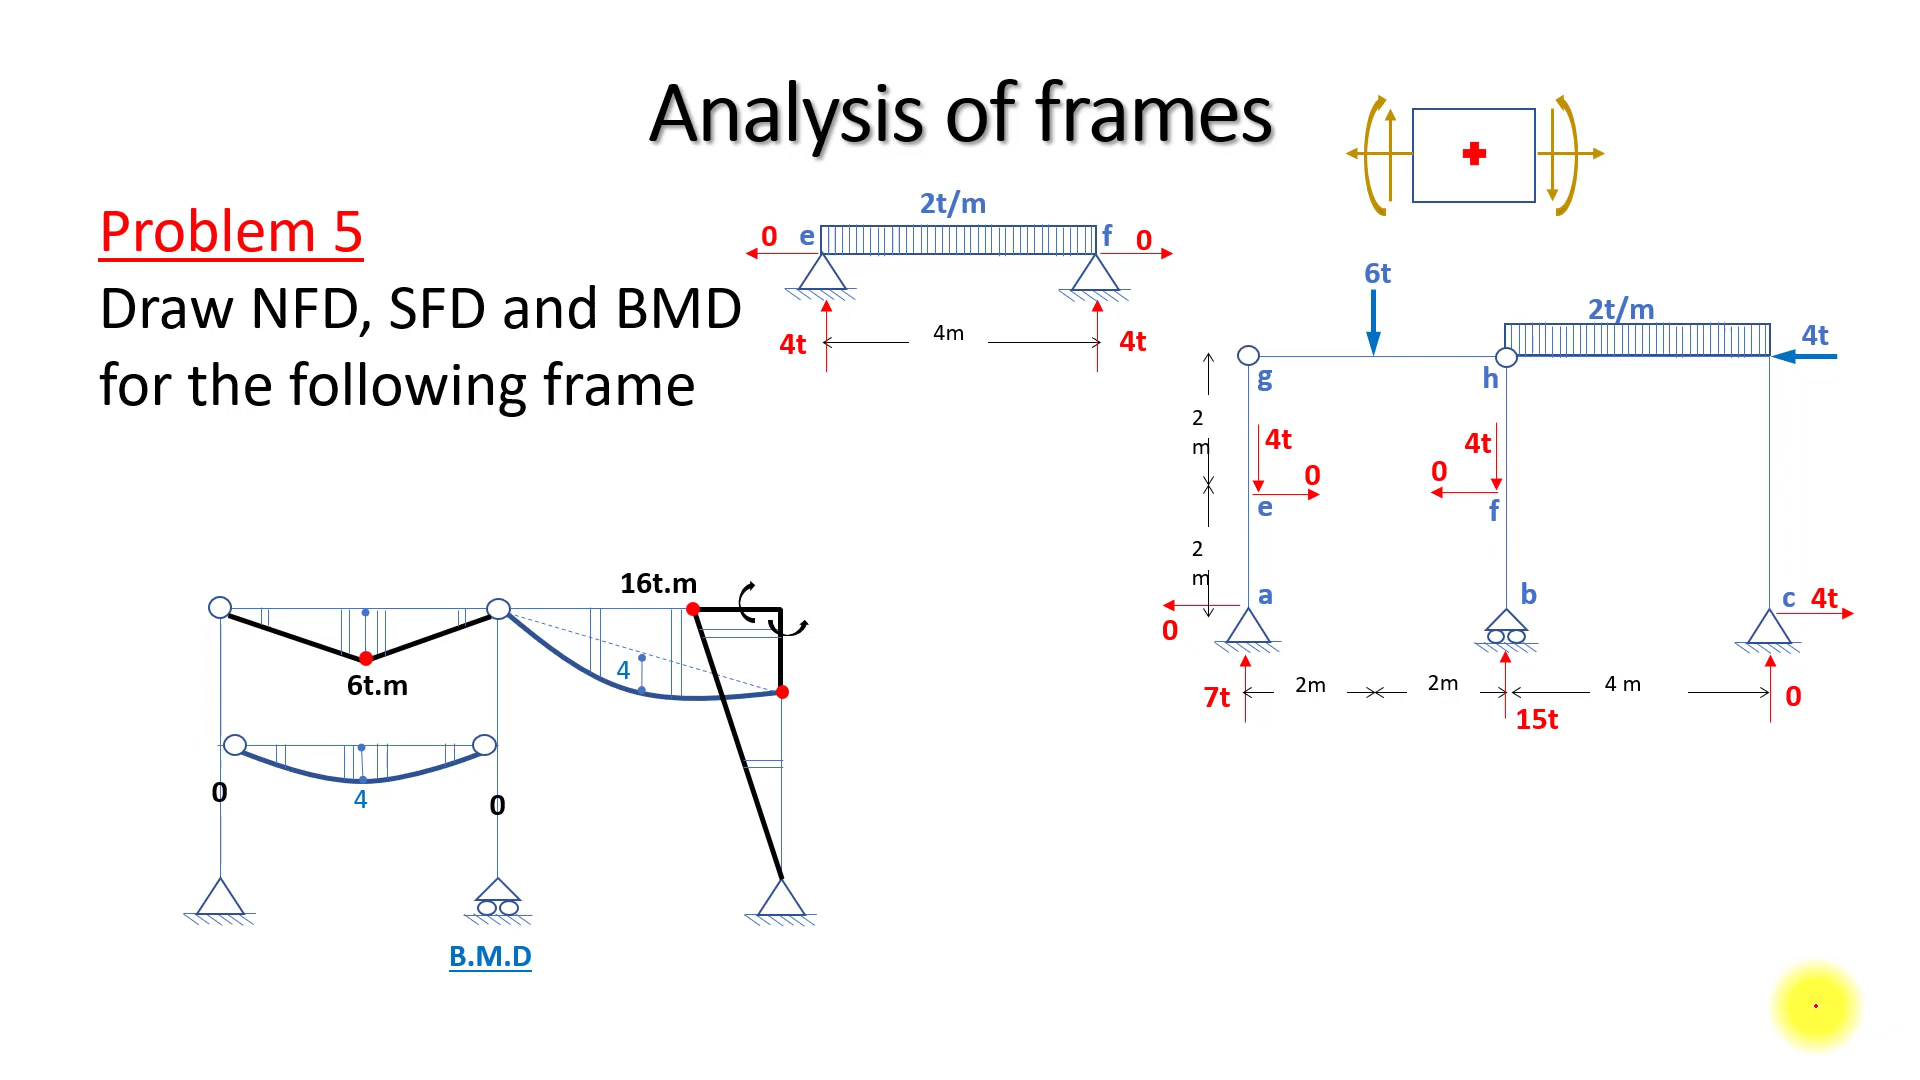 Analysis of frames
Problem 5
Draw NFD, SFD and BMD
for the following frame
2t/m
0 e f 0
4t 4m 4t
6t
2t/m
4t
g h
2
m
4t 4t
0 0
e f
2
m
a b c 4t
0
7t 2m 2m 4 m 0
15t
16t.m
4
6t.m
0 4 0
B.M.D